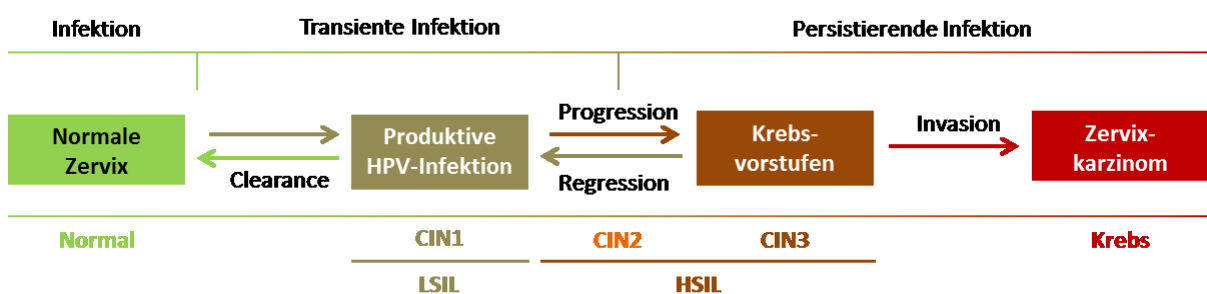 Infektion
Transiente Infektion
Persistierende Infektion
Normale
Zervix
Clearance
Produktive
HPV-Infektion
Progression
Regression
Krebs-
vorstufen
Invasion
Zervix-
karzinom
Normal
CIN1
CIN2
CIN3
Krebs
LSIL
HSIL